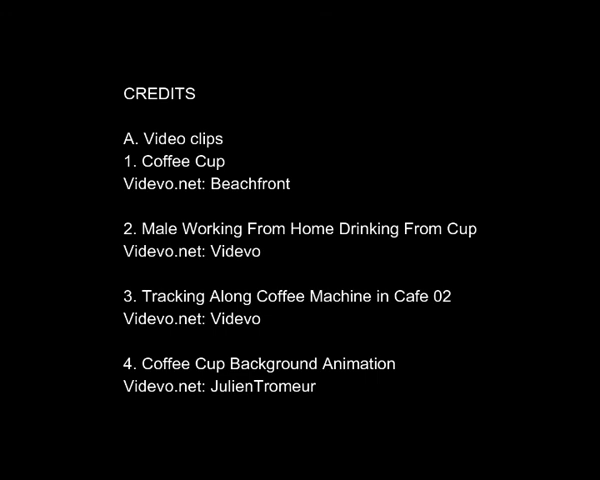 CREDITS
A. Video clips
1. Coffee Cup
Videvo.net: Beachfront
2. Male Working From Home Drinking From Cup
Videvo.net: Videvo
3. Tracking Along Coffee Machine in Cafe 02
Videvo.net: Videvo
4. Coffee Cup Background Animation
Videvo.net: JulienTromeur